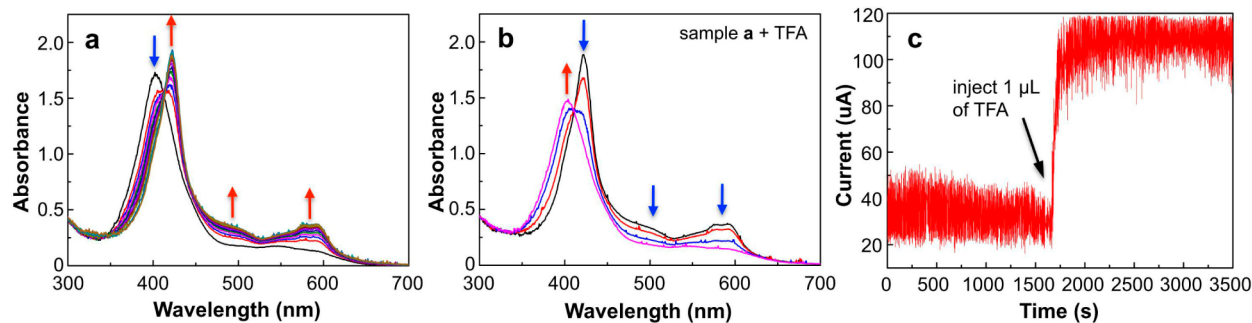 a
2.0
1.5
1.0
0.5
0
Absorbance
300 400 500 600 700
Wavelength (nm)
b
sample a + TFA
2.0
1.5
1.0
0.5
0
Absorbance
300 400 500 600 700
Wavelength (nm)
c
120
100
80
60
40
20
Current (uA)
inject 1 μL
of TFA
0 500 1000 1500 2000 2500 3000 3500
Time (s)